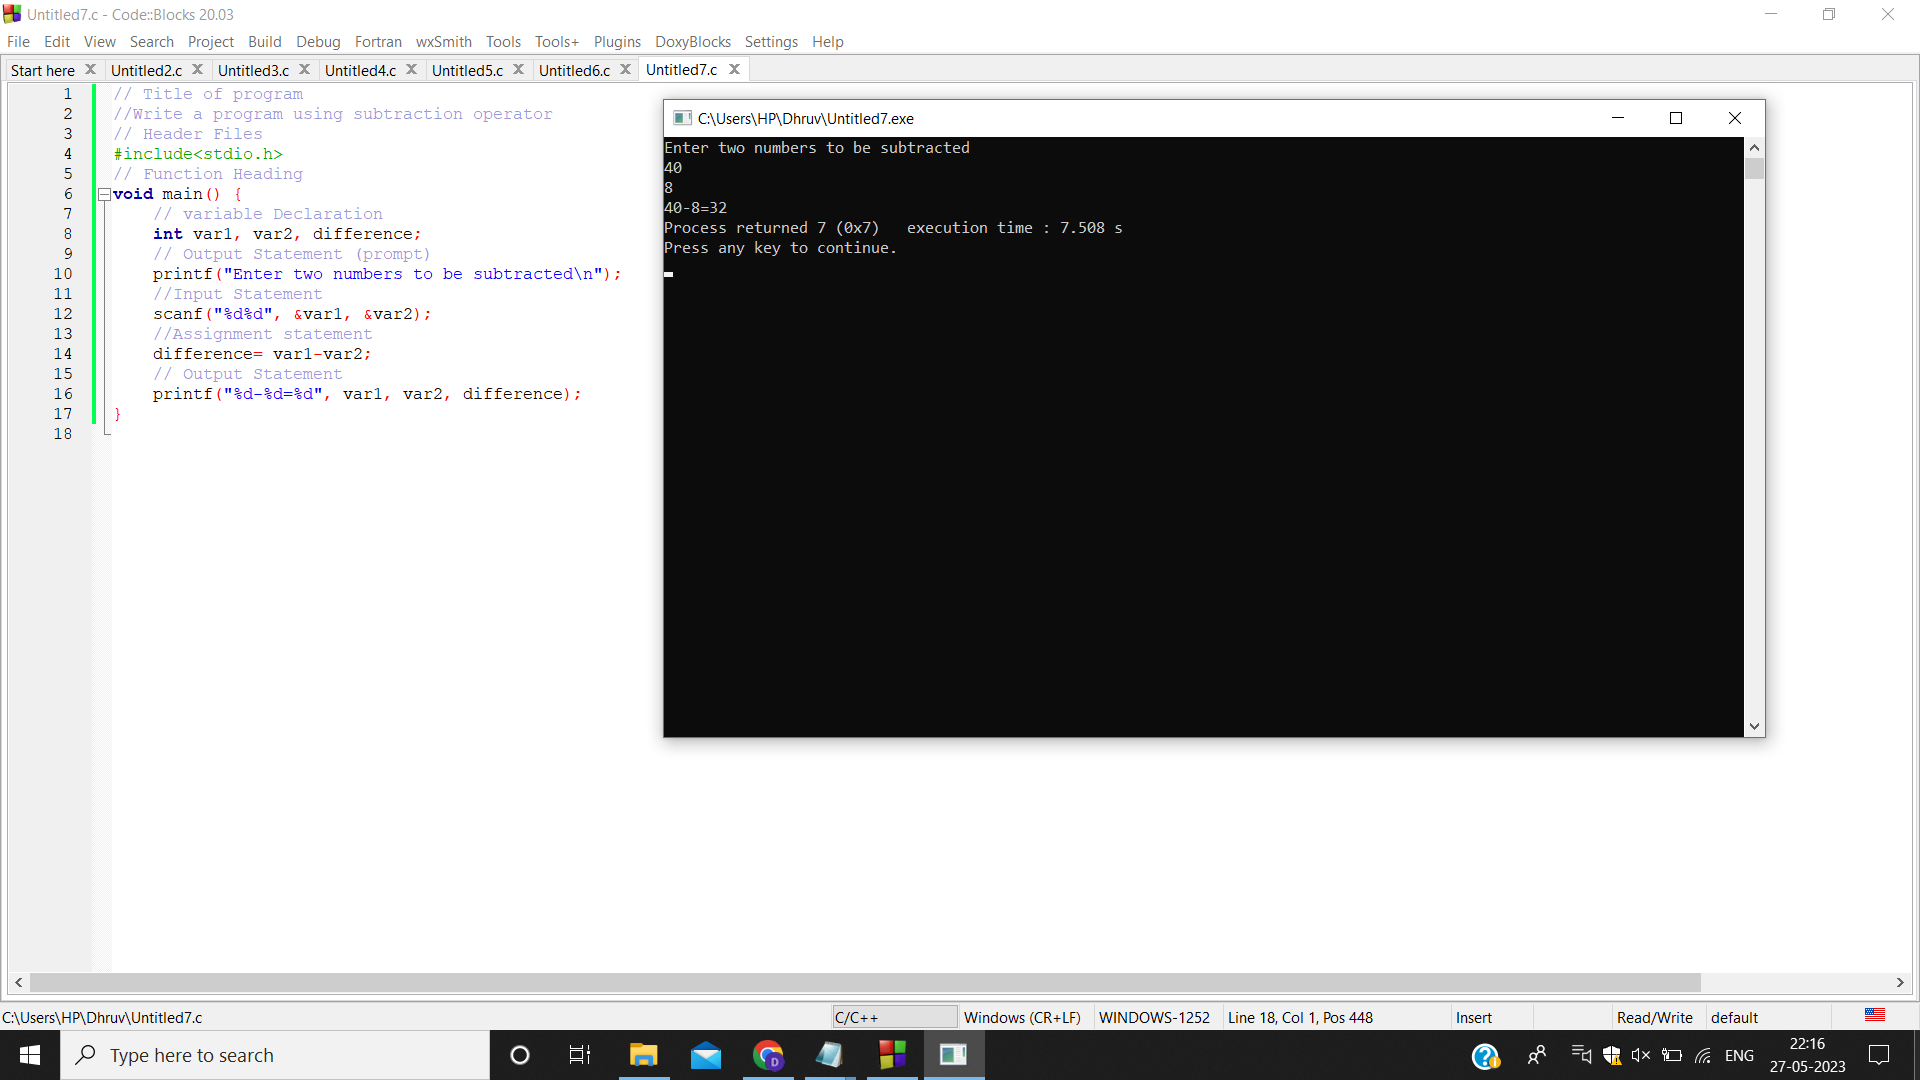 Untitled7.c - Code::Blocks 20.03
File Edit View Search Project Build Debug Fortran wxSmith Tools Tools+ Plugins DoxyBlocks Settings Help
Start here Untitled2.c Untitled3.c Untitled4.c Untitled5.c Untitled6.c Untitled7.c
1 // Title of program
2 //Write a program using subtraction operator
3 // Header Files
4 #include<stdio.h>
5 // Function Heading
6 void main() {
7 // variable Declaration
8 int var1, var2, difference;
9 // Output Statement (prompt)
10 printf("Enter two numbers to be subtracted\n");
11 //Input Statement
12 scanf("%d%d", &var1, &var2);
13 //Assignment statement
14 difference= var1-var2;
15 // Output Statement
16 printf("%d-%d=%d", var1, var2, difference);
17 }
18
C:\Users\HP\Dhruv\Untitled7.exe
Enter two numbers to be subtracted
40
8
40-8=32
Process returned 7 (0x7)   execution time : 7.508 s
Press any key to continue.
C:\Users\HP\Dhruv\Untitled7.c C/C++ Windows (CR+LF) WINDOWS-1252 Line 18, Col 1, Pos 448 Insert Read/Write default
Type here to search
D
ENG
22:16
27-05-2023